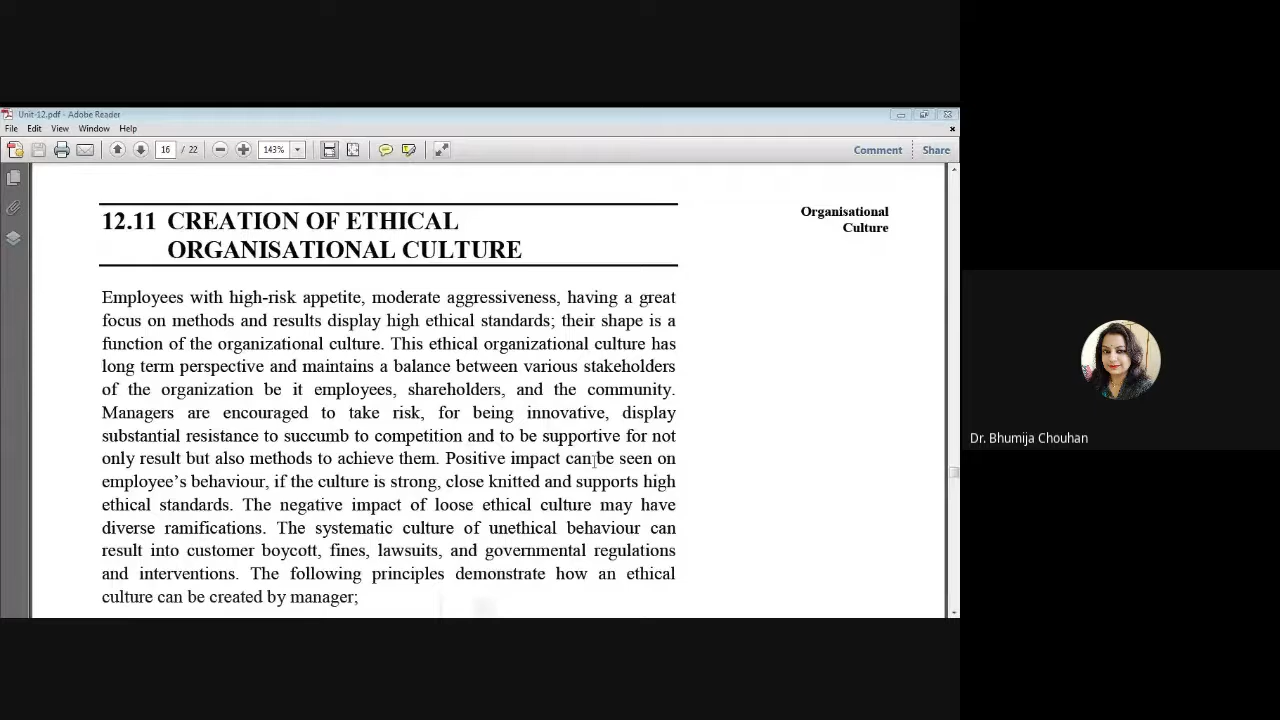 Unit-12.pdf - Adobe Reader
File Edit View Window Help
16 / 22 143% Comment Share
12.11 CREATION OF ETHICAL
ORGANISATIONAL CULTURE
Organisational
Culture
Employees with high-risk appetite, moderate aggressiveness, having a great
focus on methods and results display high ethical standards; their shape is a
function of the organizational culture. This ethical organizational culture has
long term perspective and maintains a balance between various stakeholders
of the organization be it employees, shareholders, and the community.
Managers are encouraged to take risk, for being innovative, display
substantial resistance to succumb to competition and to be supportive for not
only result but also methods to achieve them. Positive impact can be seen on
employee's behaviour, if the culture is strong, close knitted and supports high
ethical standards. The negative impact of loose ethical culture may have
diverse ramifications. The systematic culture of unethical behaviour can
result into customer boycott, fines, lawsuits, and governmental regulations
and interventions. The following principles demonstrate how an ethical
culture can be created by manager;
Dr. Bhumija Chouhan